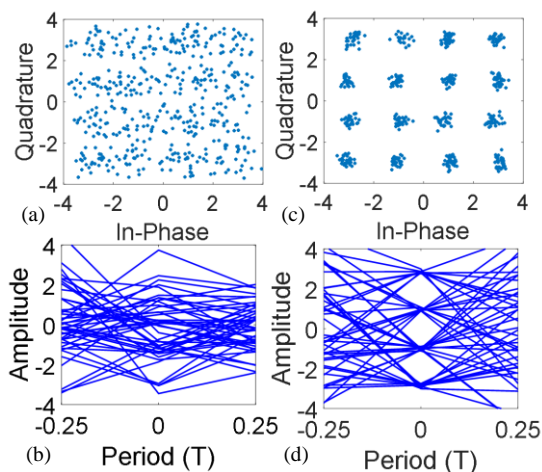 4
2
0
-2
-4
Quadrature
-4 -2 0 2 4
(a)
In-Phase
4
2
0
-2
-4
Quadrature
-4 -2 0 2 4
(c)
In-Phase
4
2
0
-2
-4
Amplitude
-0.25 0 0.25
(b)
Period (T)
4
2
0
-2
-4
Amplitude
-0.25 0 0.25
(d)
Period (T)